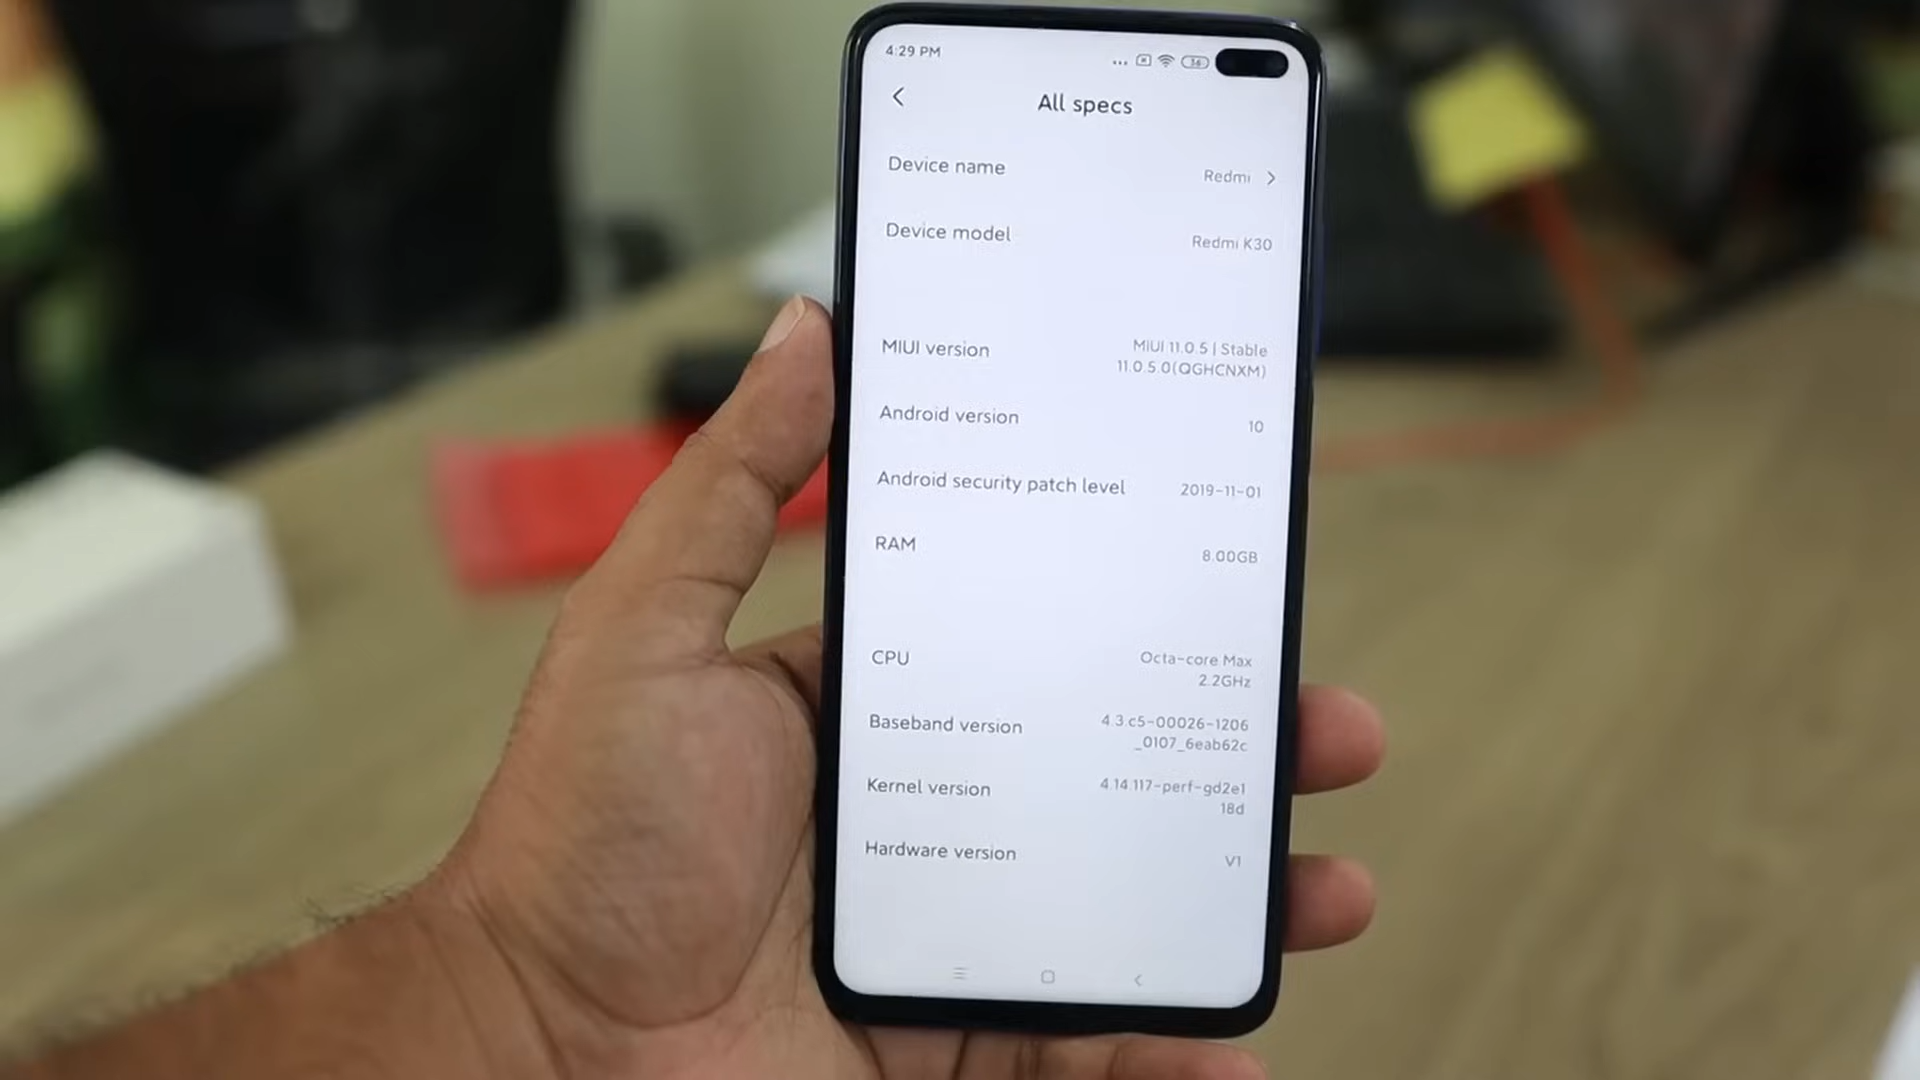 4:29 PM
36
All specs
Device name
Redmi
Device model
Redmi K30
MIUI version
MIUI 11.0.5 | Stable
11.0.5.0(QGHCNXM)
Android version
10
Android security patch level
2019-11-01
RAM
8.00GB
CPU
Octa-core Max
2.2GHz
Baseband version
4.3.c5-00026-1206
_0107_6eab62c
Kernel version
4.14.117-perf-gd2e1
18d
Hardware version
V1